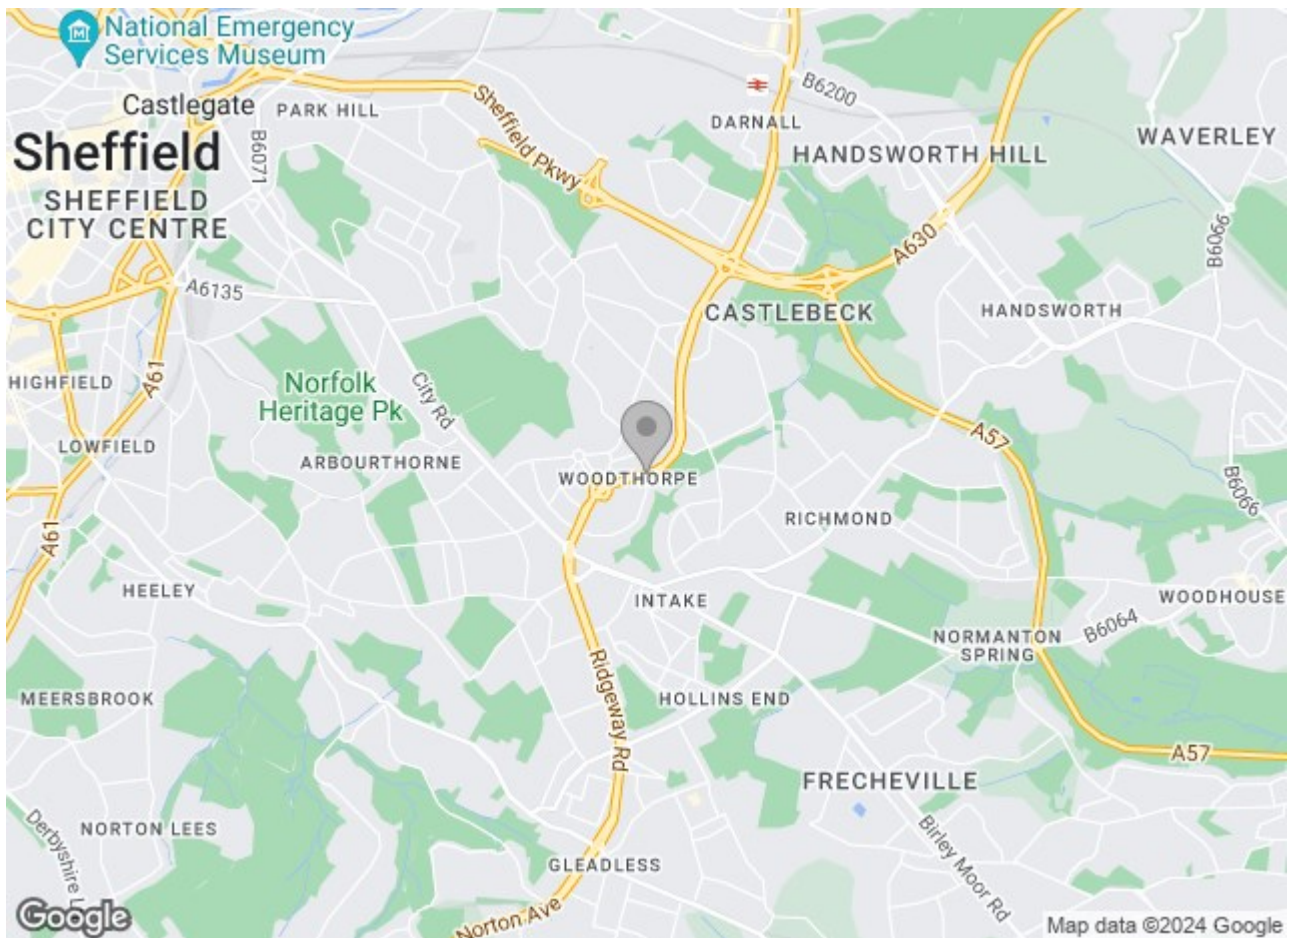 National Emergency
Services Museum
Castlegate
PARK HILL
Sheffield
SHEFFIELD
CITY CENTRE
B6071
Sheffield Pkwy
DARNALL
B6200
HANDSWORTH HILL
WAVERLEY
A630
B6066
A6135
CASTLEBECK
HANDSWORTH
HIGHFIELD
A61
Norfolk
Heritage Pk
City Rd
LOWFIELD
ARBOURTHORNE
WOODTHORPE
A57
B6066
RICHMOND
A61
HEELEY
INTAKE
WOODHOUSE
B6064
NORMANTON
SPRING
MEERSBROOK
Ridgeway Rd
HOLLINS END
A57
FRECHEVILLE
NORTON LEES
Derbyshire
Birley Moor Rd
GLEADLESS
Norton Ave
Google
Map data ©2024 Google